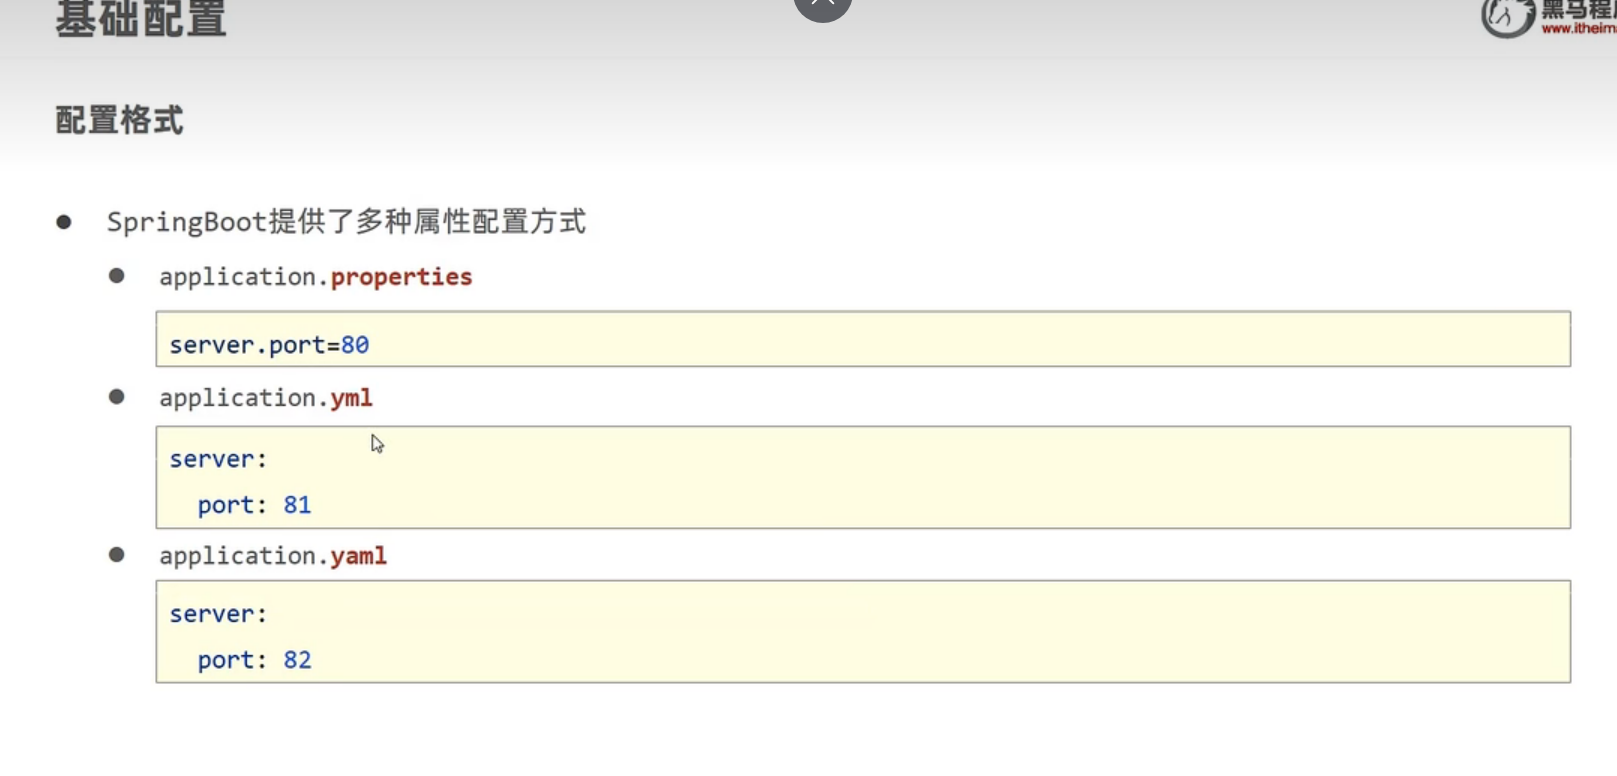 基础配置
黑马程
www.itheim
配置格式
SpringBoot提供了多种属性配置方式
application.properties
server.port=80
application.yml
server:
port: 81
application.yaml
server:
port: 82